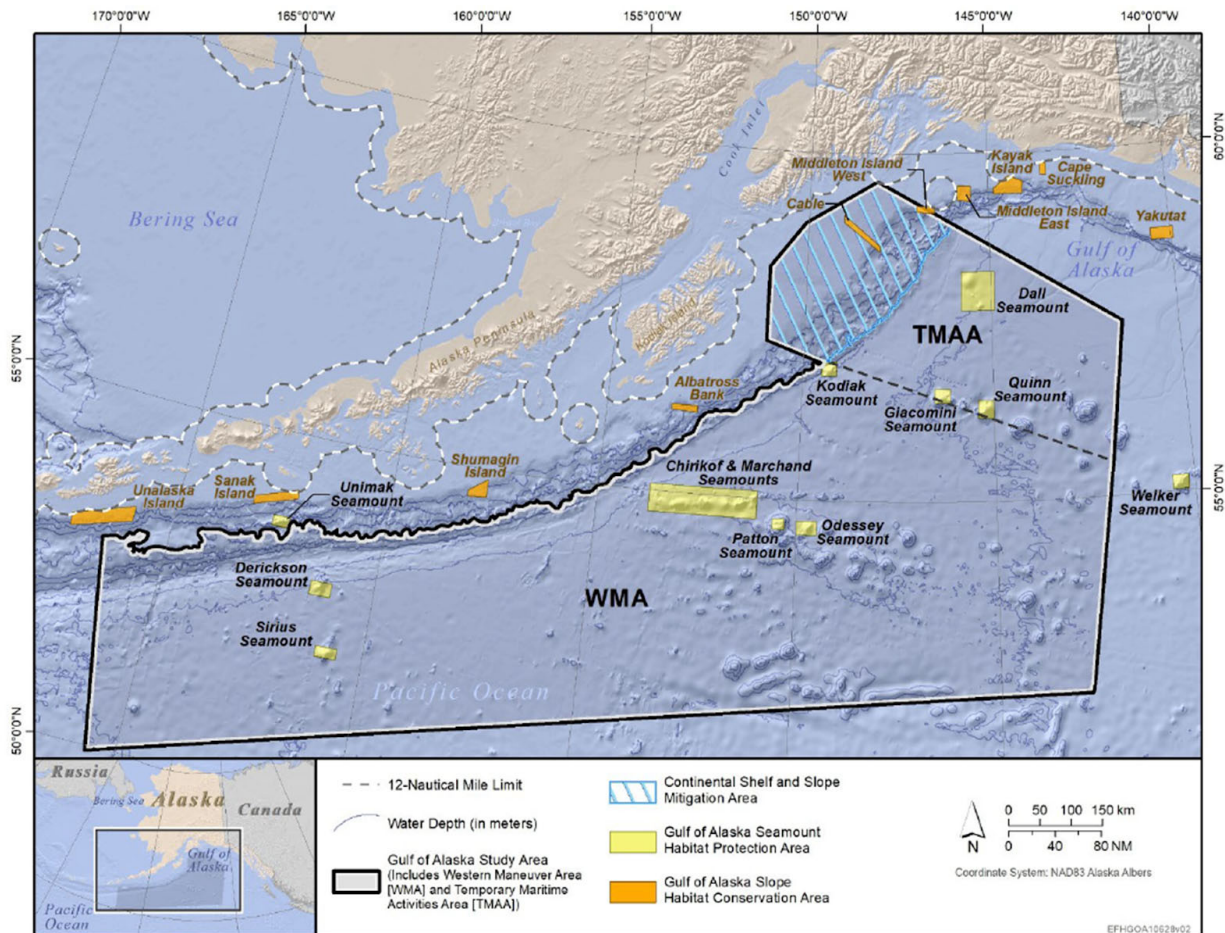 170°0'0"W
165°0'0"W
160°0'0"W
155°0'0"W
150°0'0"W
145°0'0"W
140°0'0"W
60°0'0"N
55°0'0"N
55°0'0"N
50°0'0"N
Bering Sea
Cook Inlet
Middleton Island
West
Kayak
Island
Cape
Suckling
Cable
Middleton Island
East
Yakutat
Gulf of
Alaska
Dall
Seamount
TMAA
Kodiak Island
Alaska Peninsula
Albatross
Bank
Kodiak
Seamount
Giacomini
Seamount
Quinn
Seamount
Shumagin
Island
Chirikof & Marchand
Seamounts
Sanak
Island
Unimak
Seamount
Unalaska
Island
Welker
Seamount
Patton
Seamount
Odessey
Seamount
Derickson
Seamount
WMA
Sirius
Seamount
Pacific Ocean
Russia
Bering Sea
Alaska
Canada
Gulf of
Alaska
Pacific
Ocean
12-Nautical Mile Limit
Water Depth (in meters)
Gulf of Alaska Study Area
(Includes Western Maneuver Area
[WMA] and Temporary Maritime
Activities Area [TMAA])
Continental Shelf and Slope
Mitigation Area
Gulf of Alaska Seamount
Habitat Protection Area
Gulf of Alaska Slope
Habitat Conservation Area
N
0 50 100 150 km
0 40 80 NM
Coordinate System: NAD83 Alaska Albers
EFHGOA10628v02